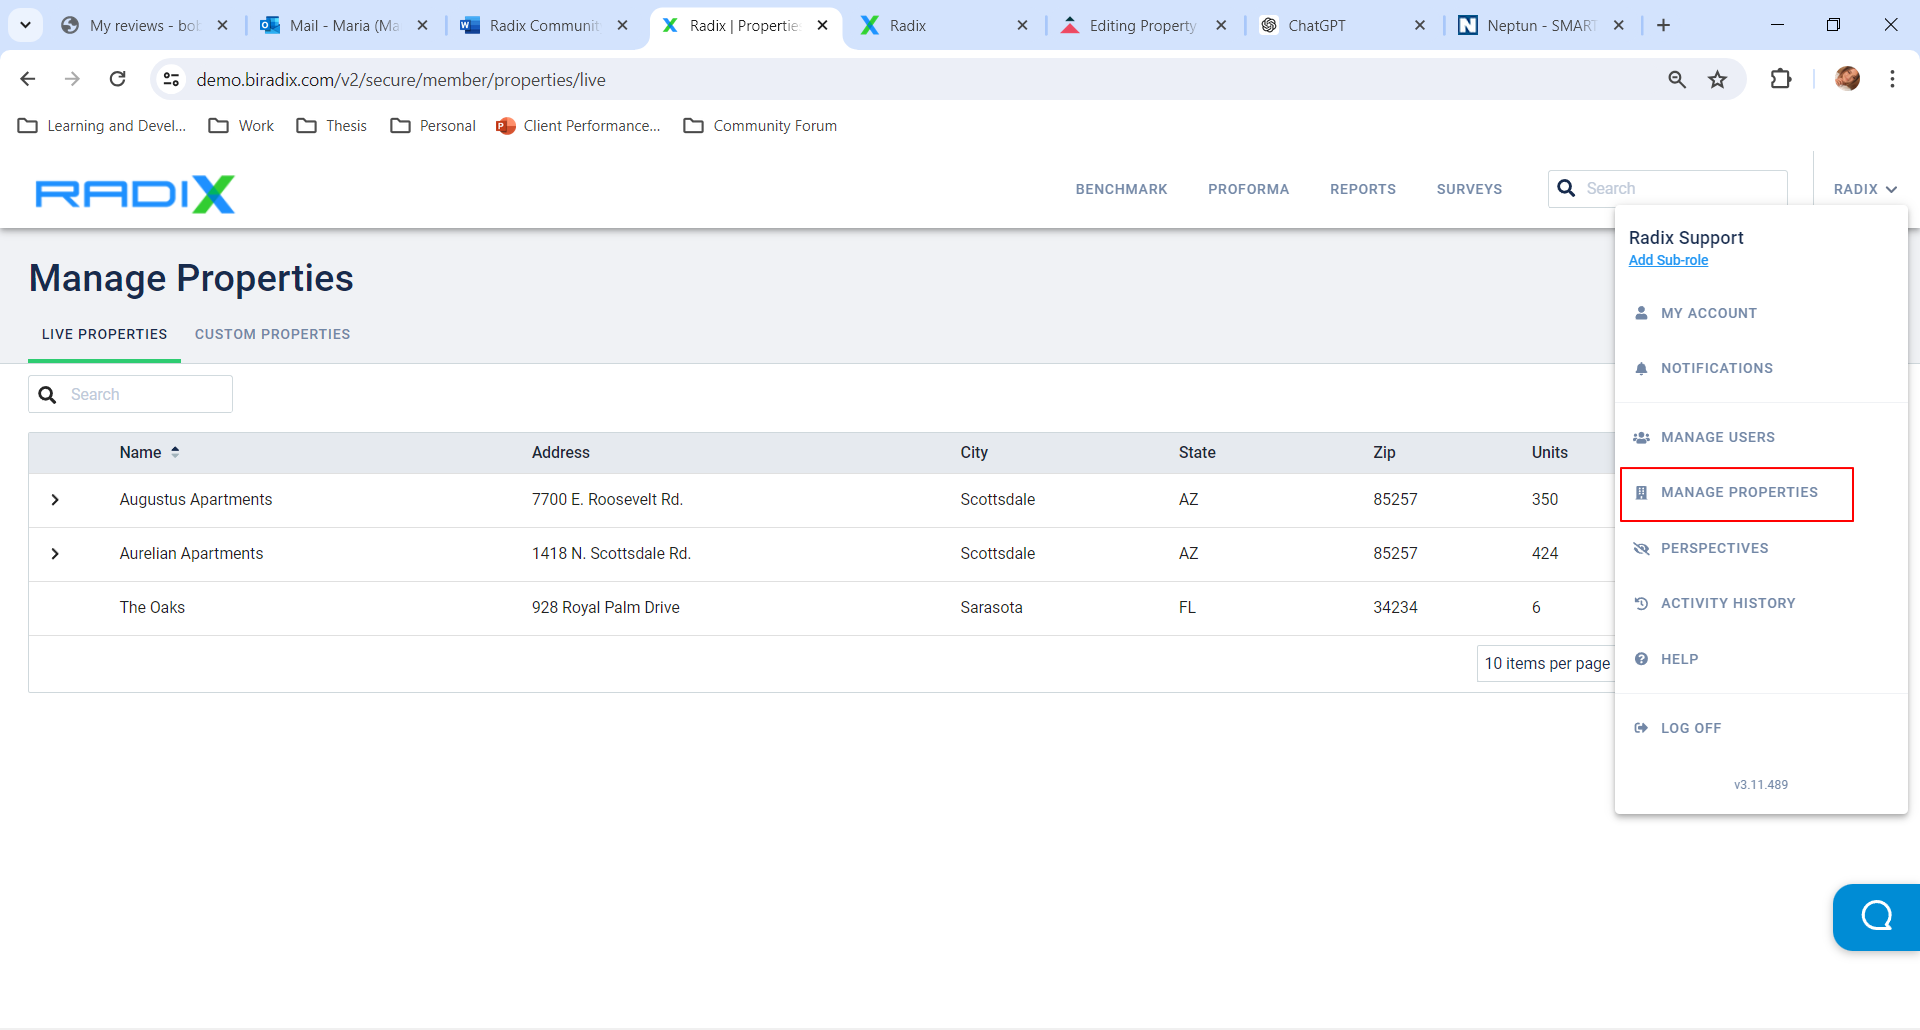 My reviews - bob
Mail - Maria (Ma
Radix Communit
Radix | Propertie
Radix
Editing Property
ChatGPT
Neptun - SMART
demo.biradix.com/v2/secure/member/properties/live
Learning and Devel...
Work
Thesis
Personal
Client Performance...
Community Forum
RADIX
BENCHMARK
PROFORMA
REPORTS
SURVEYS
Search
RADIX
Manage Properties
LIVE PROPERTIES
CUSTOM PROPERTIES
Search
Name Address City State Zip Units
Augustus Apartments 7700 E. Roosevelt Rd. Scottsdale AZ 85257 350
Aurelian Apartments 1418 N. Scottsdale Rd. Scottsdale AZ 85257 424
The Oaks 928 Royal Palm Drive Sarasota FL 34234 6
10 items per page
Radix Support
Add Sub-role
MY ACCOUNT
NOTIFICATIONS
MANAGE USERS
MANAGE PROPERTIES
PERSPECTIVES
ACTIVITY HISTORY
HELP
LOG OFF
v3.11.489